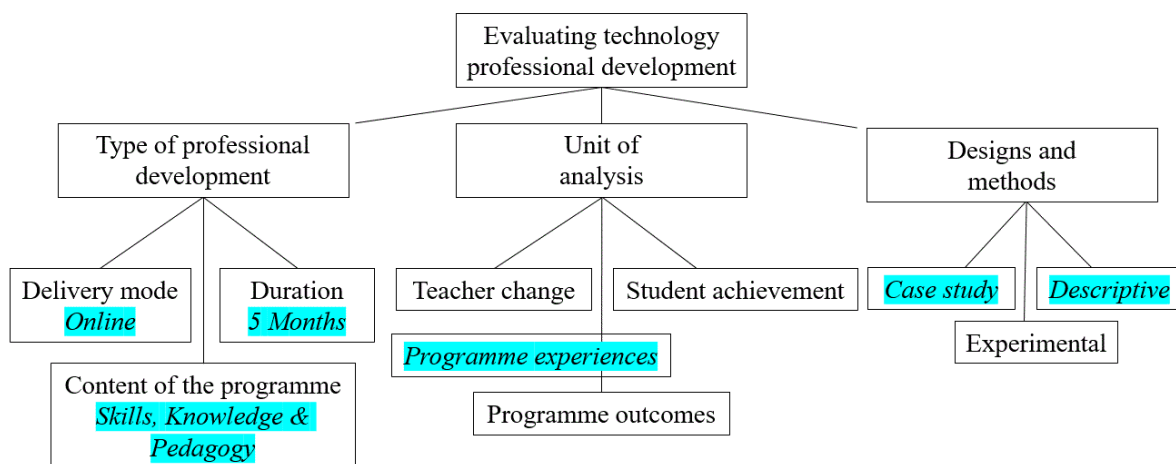 Evaluating technology
professional development
Type of professional
development
Unit of
analysis
Designs and
methods
Delivery mode
Online
Duration
5 Months
Content of the programme
Skills, Knowledge &
Pedagogy
Teacher change
Student achievement
Programme experiences
Programme outcomes
Case study
Descriptive
Experimental